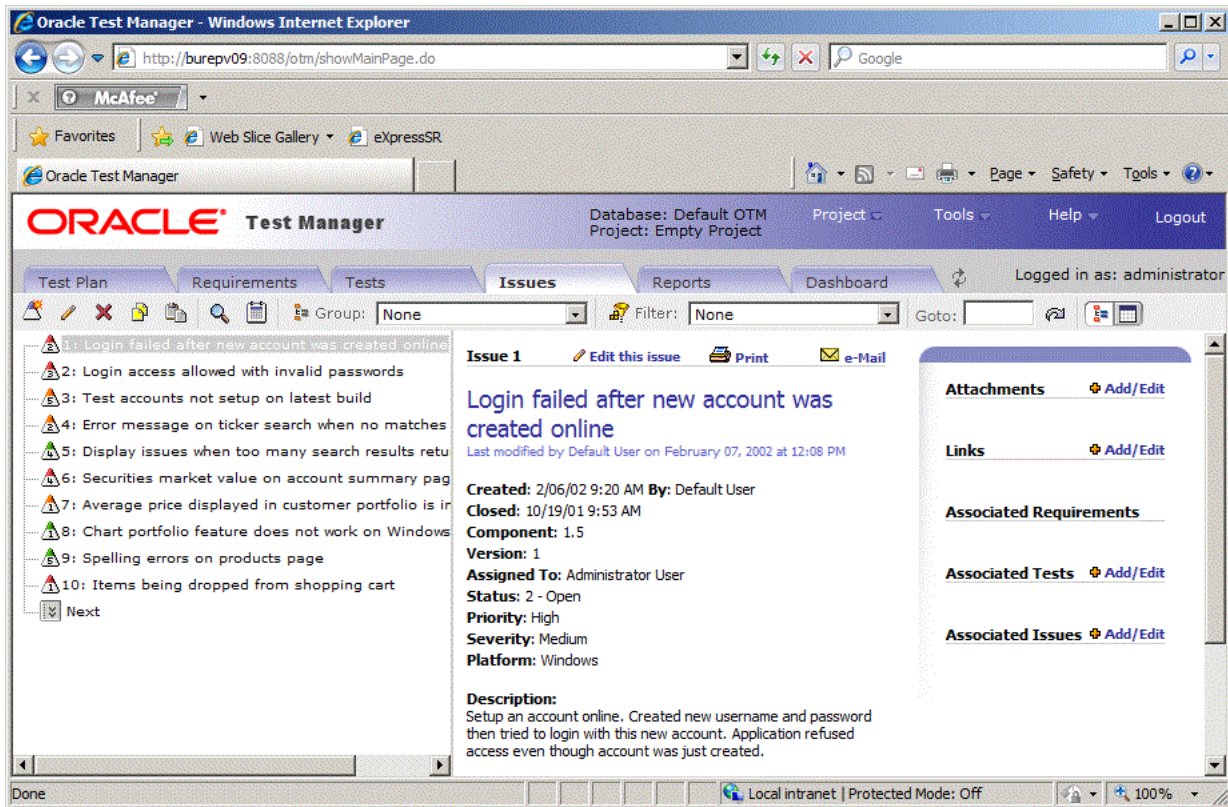 Oracle Test Manager - Windows Internet Explorer
http://burepv09:8088/otm/showMainPage.do
Google
McAfee
Favorites Web Slice Gallery eXpressSR
Oracle Test Manager
Page Safety Tools
ORACLE Test Manager
Database: Default OTM
Project: Empty Project
Project Tools Help Logout
Test Plan Requirements Tests Issues Reports Dashboard
Logged in as: administrator
Group: None Filter: None Goto:
1: Login failed after new account was created online
2: Login access allowed with invalid passwords
3: Test accounts not setup on latest build
4: Error message on ticker search when no matches
5: Display issues when too many search results retu
6: Securities market value on account summary pag
7: Average price displayed in customer portfolio is ir
8: Chart portfolio feature does not work on Windows
9: Spelling errors on products page
10: Items being dropped from shopping cart
Next
Issue 1 Edit this issue Print e-Mail
Login failed after new account was
created online
Last modified by Default User on February 07, 2002 at 12:08 PM
Created: 2/06/02 9:20 AM By: Default User
Closed: 10/19/01 9:53 AM
Component: 1.5
Version: 1
Assigned To: Administrator User
Status: 2 - Open
Priority: High
Severity: Medium
Platform: Windows
Description:
Setup an account online. Created new username and password
then tried to login with this new account. Application refused
access even though account was just created.
Attachments Add/Edit
Links Add/Edit
Associated Requirements
Associated Tests Add/Edit
Associated Issues Add/Edit
Done
Local intranet | Protected Mode: Off
100%